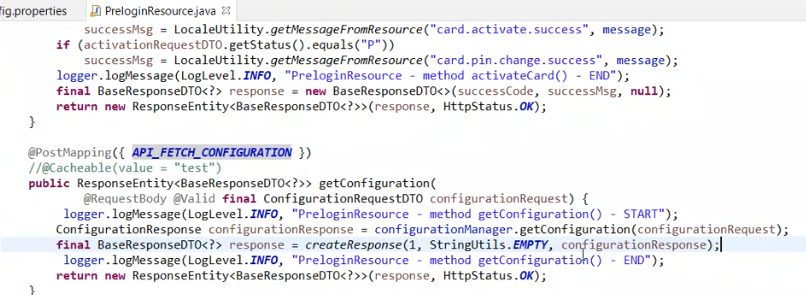 fig.properties PreloginResource.java
successMsg = LocaleUtility.getMessageFromResource("card.activate.success", message);
if (activationRequestDTO.getStatus().equals("P"))
successMsg = LocaleUtility.getMessageFromResource("card.pin.change.success", message);
logger.logMessage(LogLevel.INFO, "PreloginResource - method activateCard() - END");
final BaseResponseDTO<?> response = new BaseResponseDTO<>(successCode, successMsg, null);
return new ResponseEntity<BaseResponseDTO<?>>(response, HttpStatus.OK);
}
@PostMapping({ API_FETCH_CONFIGURATION })
//@Cacheable(value = "test")
public ResponseEntity<BaseResponseDTO<?>> getConfiguration(
@RequestBody @Valid final ConfigurationRequestDTO configurationRequest) {
logger.logMessage(LogLevel.INFO, "PreloginResource - method getConfiguration() - START");
ConfigurationResponse configurationResponse = configurationManager.getConfiguration(configurationRequest);
final BaseResponseDTO<?> response = createResponse(1, StringUtils.EMPTY, configurationResponse);
logger.logMessage(LogLevel.INFO, "PreloginResource - method getConfiguration() - END");
return new ResponseEntity<BaseResponseDTO<?>>(response, HttpStatus.OK);
}